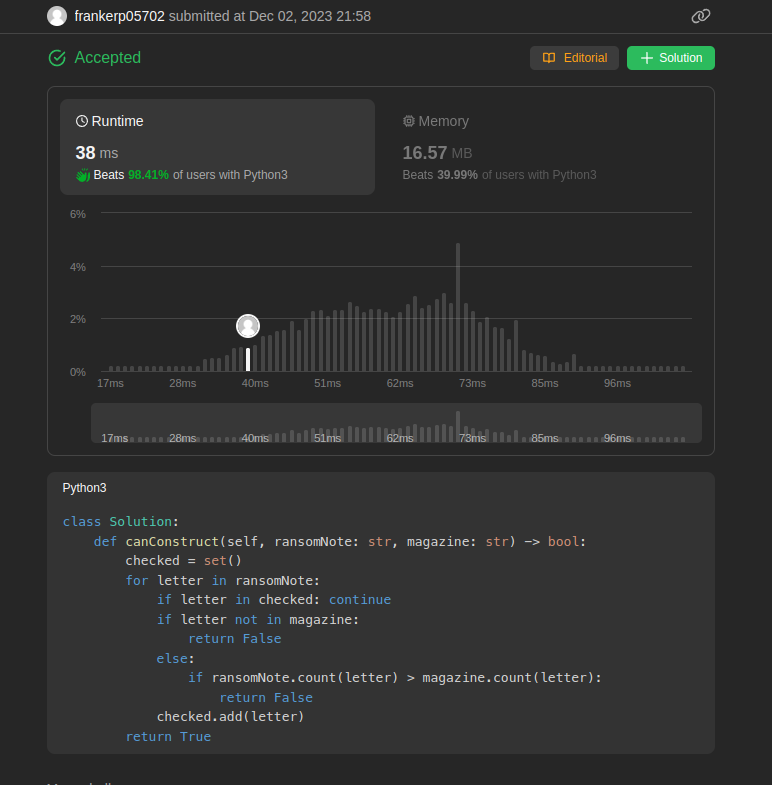 frankerp05702 submitted at Dec 02, 2023 21:58
Accepted
Editorial
Solution
Runtime
38 ms
Beats 98.41% of users with Python3
Memory
16.57 MB
Beats 39.99% of users with Python3
6%
4%
2%
0%
17ms 28ms 40ms 51ms 62ms 73ms 85ms 96ms
17ms 28ms 40ms 51ms 62ms 73ms 85ms 96ms
Python3
class Solution:
    def canConstruct(self, ransomNote: str, magazine: str) -> bool:
        checked = set()
        for letter in ransomNote:
            if letter in checked: continue
            if letter not in magazine:
                return False
            else:
                if ransomNote.count(letter) > magazine.count(letter):
                    return False
            checked.add(letter)
        return True